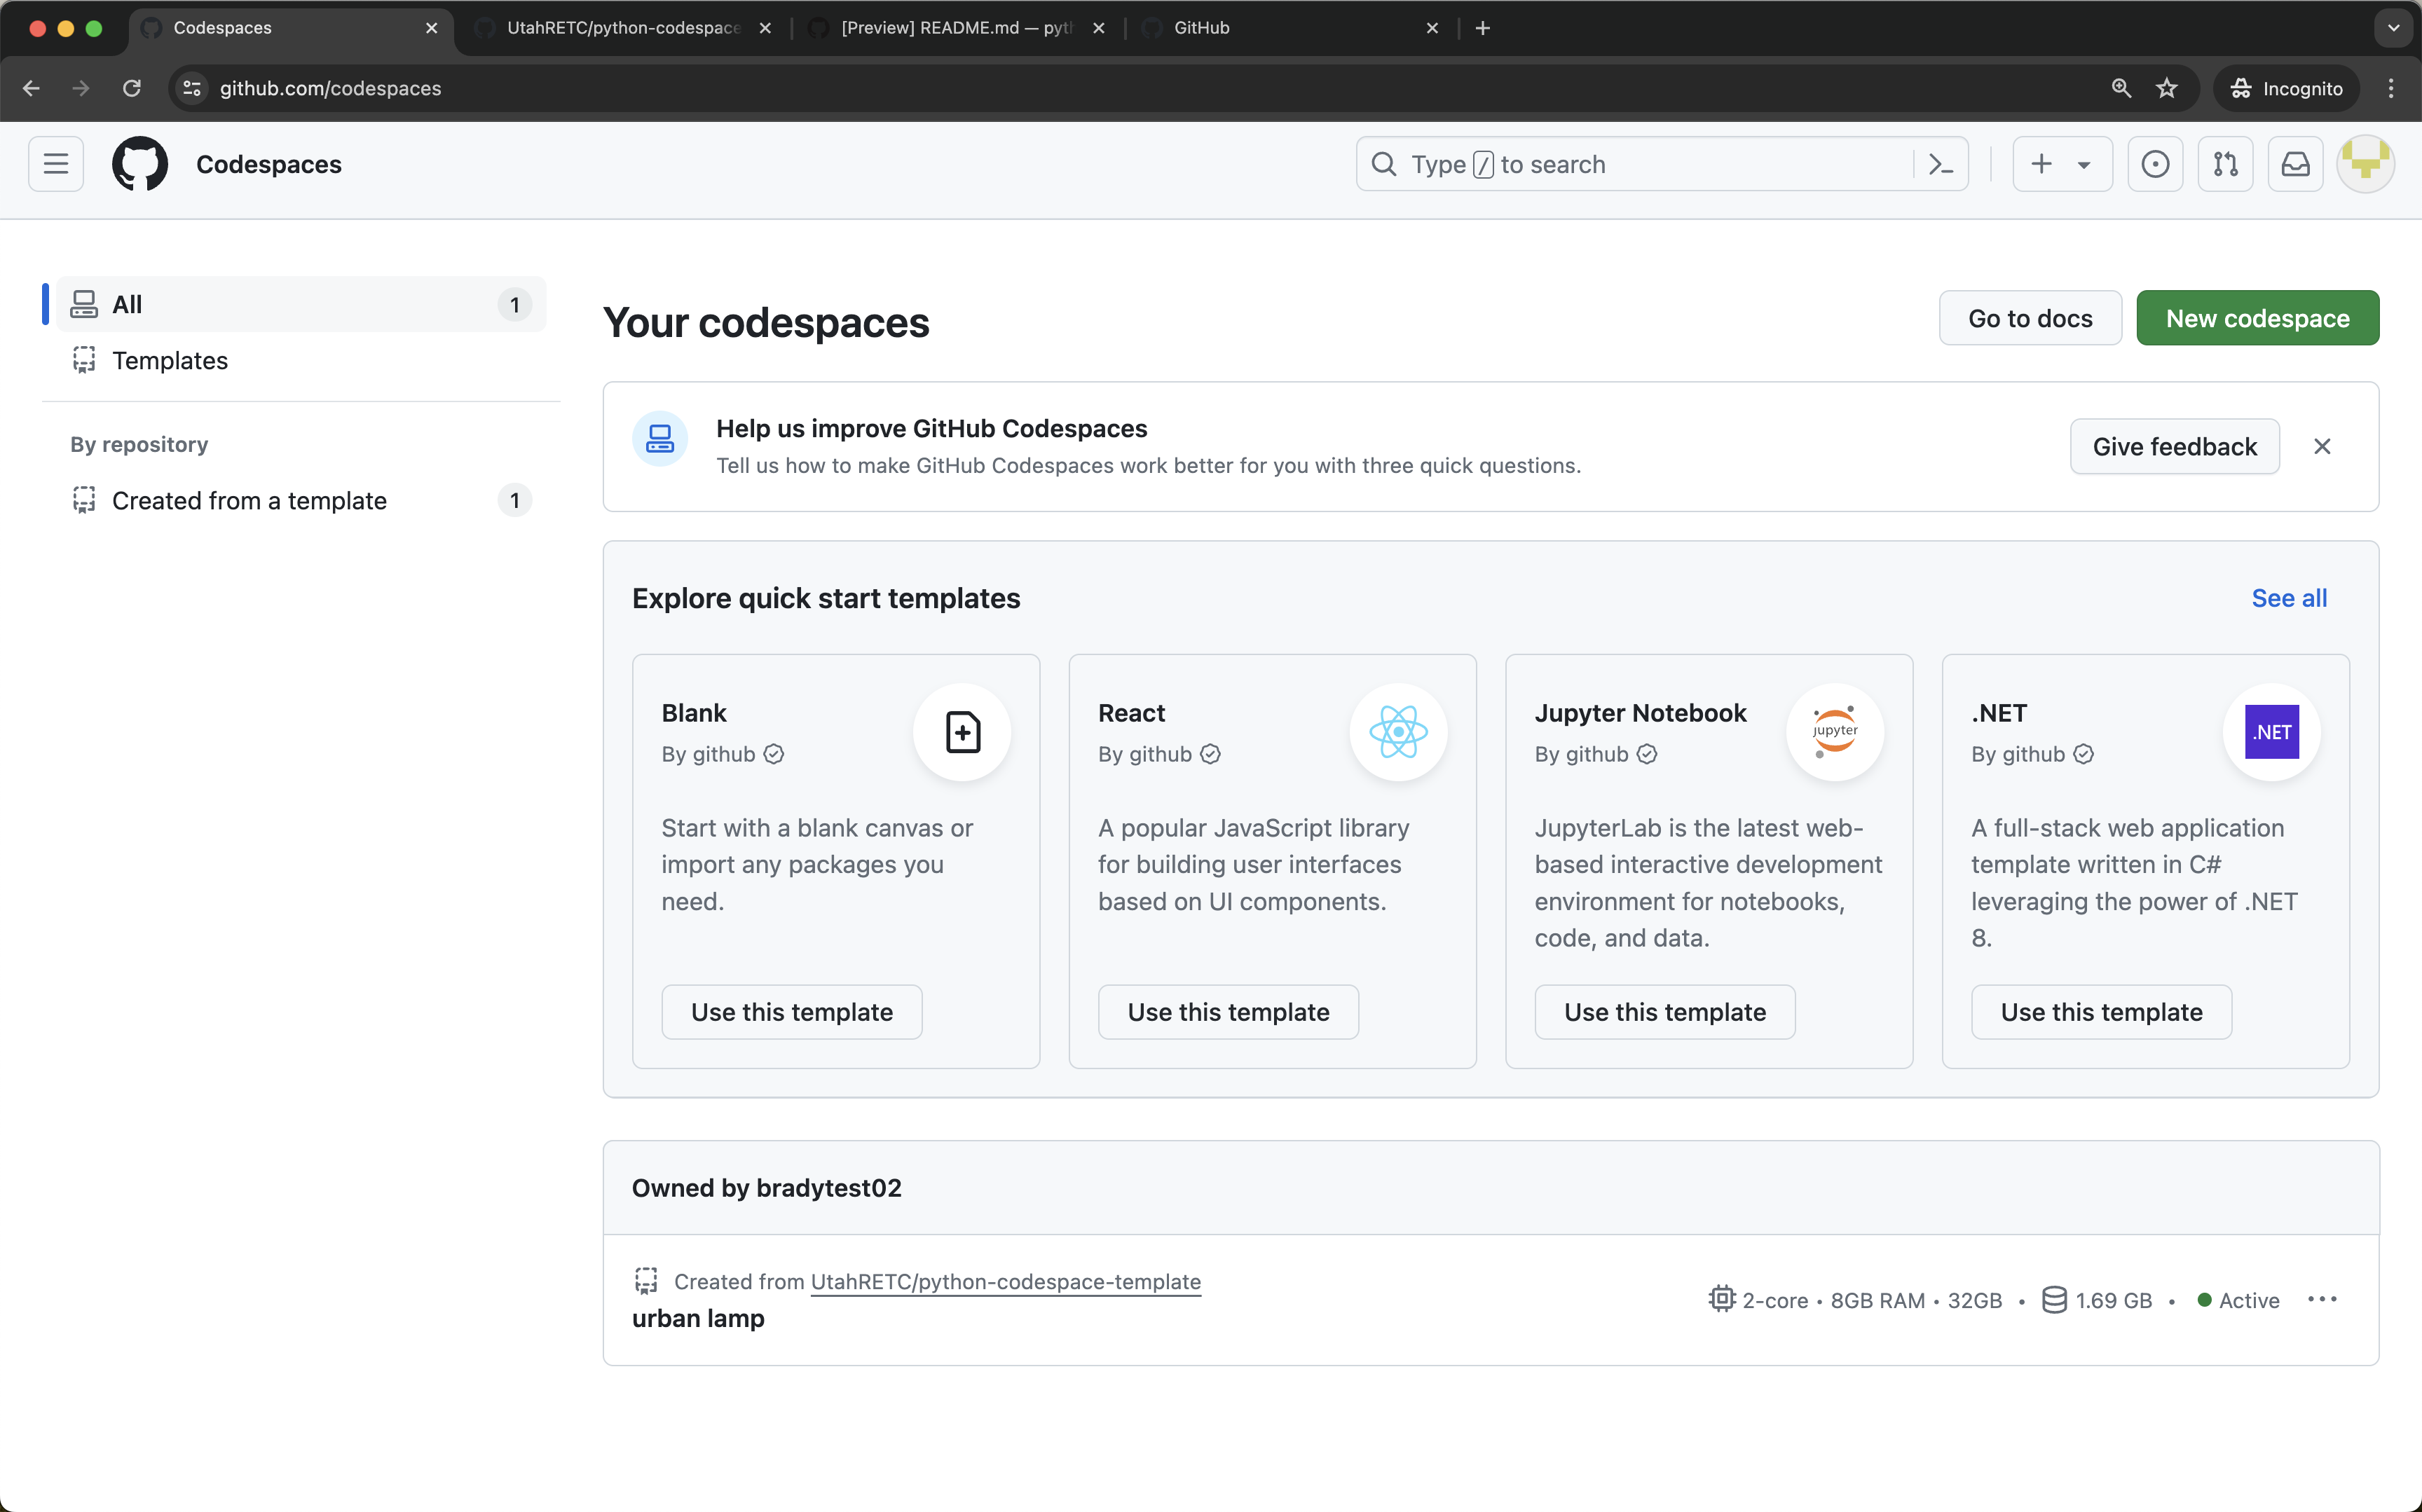 Codespaces
UtahRETC/python-codespace
[Preview] README.md — pyth
GitHub
github.com/codespaces
Incognito
Codespaces
Type / to search
All 1
Templates
By repository
Created from a template 1
Your codespaces
Go to docs
New codespace
Help us improve GitHub Codespaces
Tell us how to make GitHub Codespaces work better for you with three quick questions.
Give feedback
Explore quick start templates
See all
Blank
By github
Start with a blank canvas or
import any packages you
need.
Use this template
React
By github
A popular JavaScript library
for building user interfaces
based on UI components.
Use this template
Jupyter Notebook
By github
jupyter
JupyterLab is the latest web-
based interactive development
environment for notebooks,
code, and data.
Use this template
.NET
By github
.NET
A full-stack web application
template written in C#
leveraging the power of .NET
8.
Use this template
Owned by bradytest02
Created from UtahRETC/python-codespace-template
urban lamp
2-core • 8GB RAM • 32GB • 1.69 GB • Active